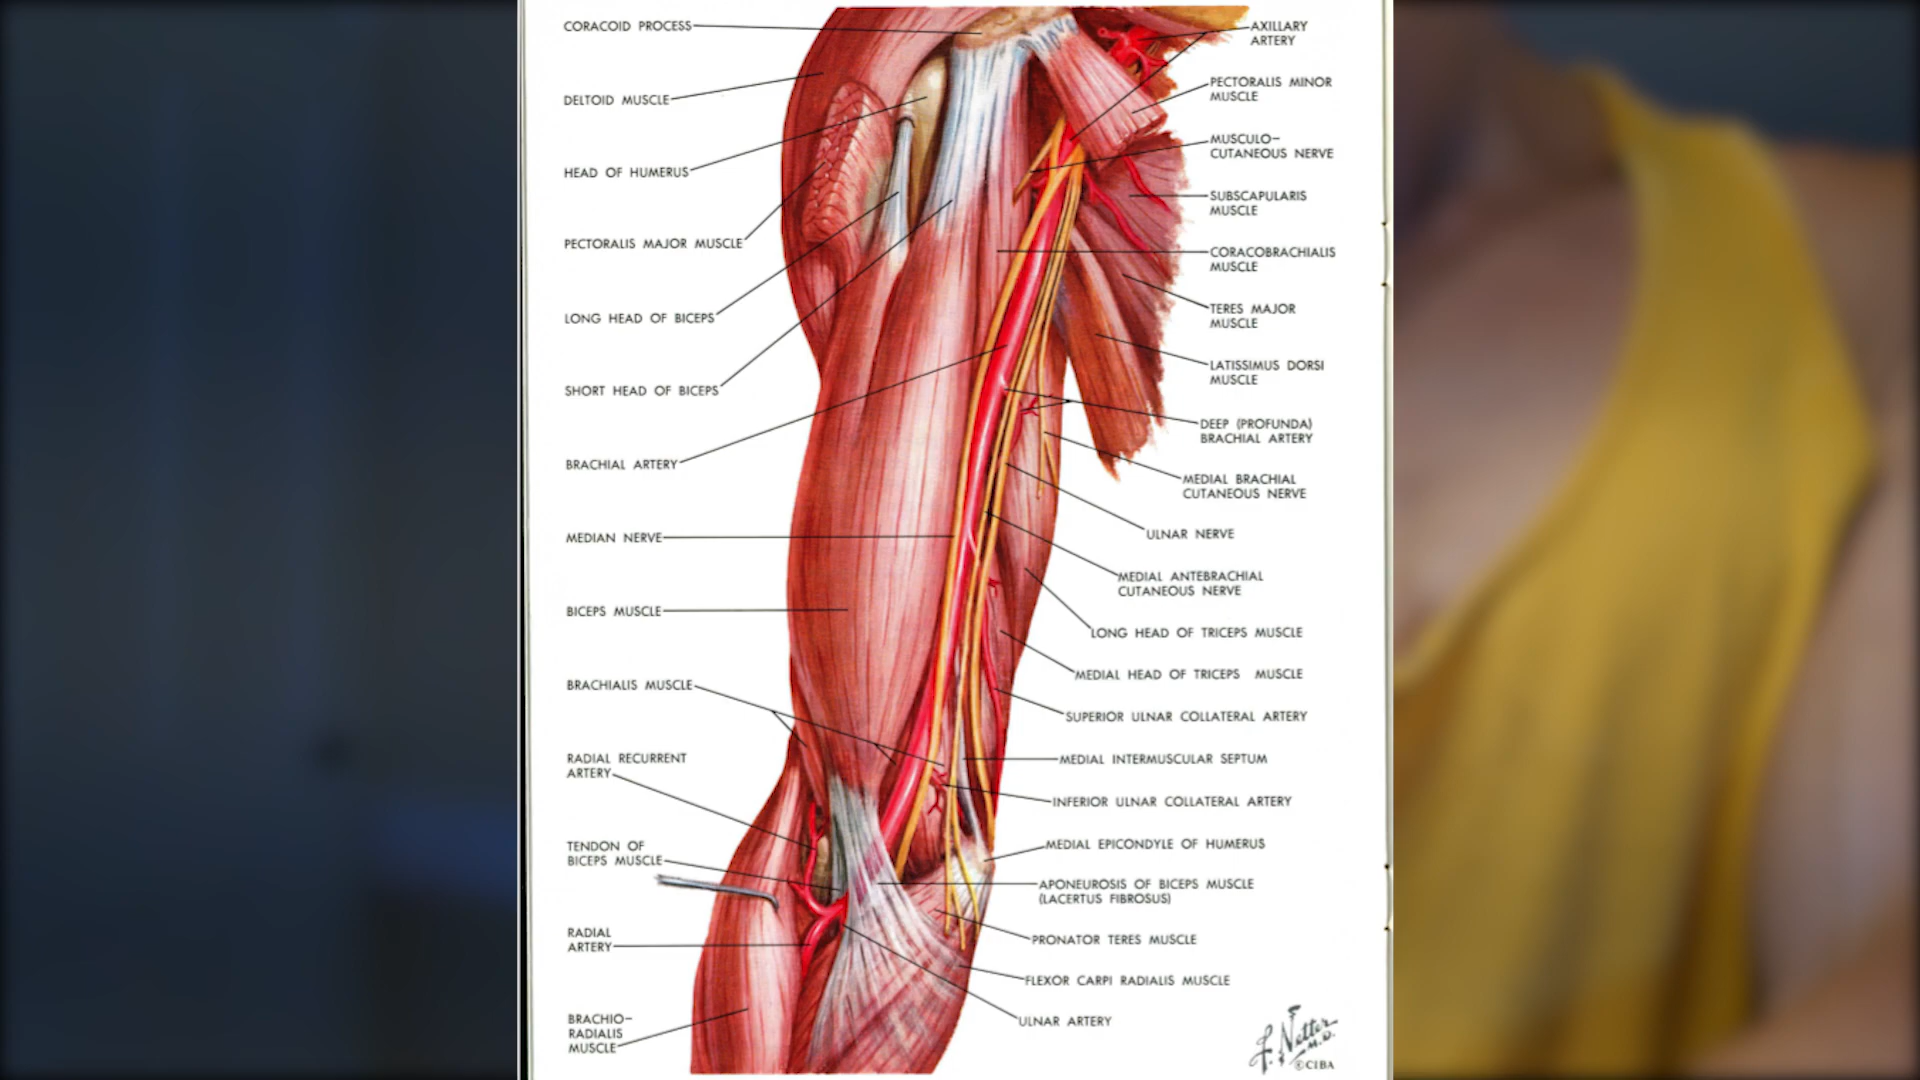 CORACOID PROCESS
DELTOID MUSCLE
HEAD OF HUMERUS
PECTORALIS MAJOR MUSCLE
LONG HEAD OF BICEPS
SHORT HEAD OF BICEPS
BRACHIAL ARTERY
MEDIAN NERVE
BICEPS MUSCLE
BRACHIALIS MUSCLE
RADIAL RECURRENT
ARTERY
TENDON OF
BICEPS MUSCLE
RADIAL
ARTERY
BRACHIO-
RADIALIS
MUSCLE
AXILLARY
ARTERY
PECTORALIS MINOR
MUSCLE
MUSCULO-
CUTANEOUS NERVE
SUBSCAPULARIS
MUSCLE
CORACOBRACHIALIS
MUSCLE
TERES MAJOR
MUSCLE
LATISSIMUS DORSI
MUSCLE
DEEP (PROFUNDA)
BRACHIAL ARTERY
MEDIAL BRACHIAL
CUTANEOUS NERVE
ULNAR NERVE
MEDIAL ANTEBRACHIAL
CUTANEOUS NERVE
LONG HEAD OF TRICEPS MUSCLE
MEDIAL HEAD OF TRICEPS MUSCLE
SUPERIOR ULNAR COLLATERAL ARTERY
MEDIAL INTERMUSCULAR SEPTUM
INFERIOR ULNAR COLLATERAL ARTERY
MEDIAL EPICONDYLE OF HUMERUS
APONEUROSIS OF BICEPS MUSCLE
(LACERTUS FIBROSUS)
PRONATOR TERES MUSCLE
FLEXOR CARPI RADIALIS MUSCLE
ULNAR ARTERY
F. Netter
M.D.
©CIBA